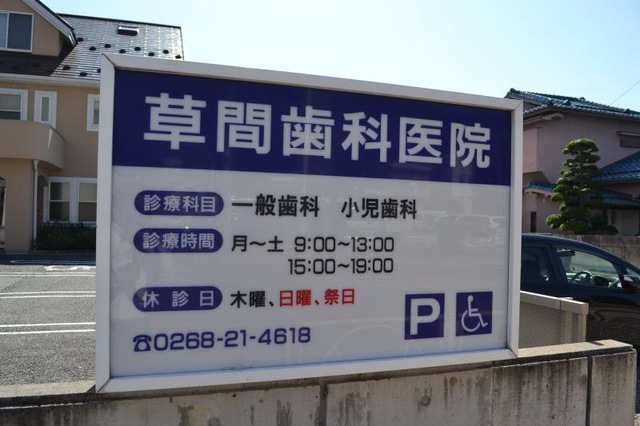 草間歯科医院
診療科目 一般歯科 小児歯科
診療時間 月〜土 9:00〜13:00
15:00〜19:00
休診日 木曜、日曜、祭日
☎0268-21-4618
P